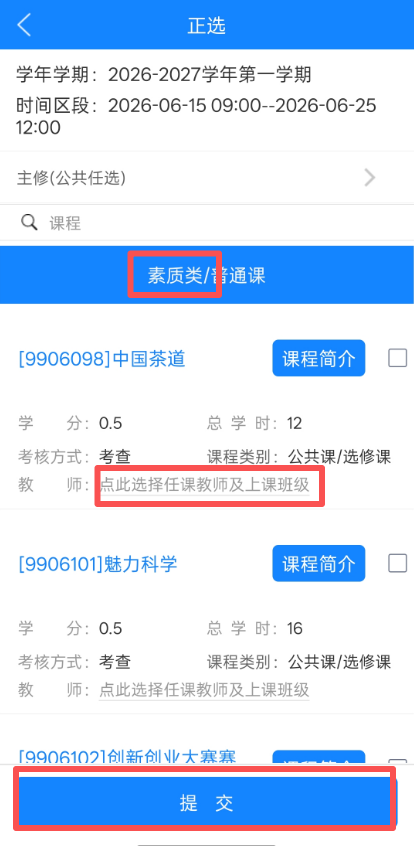 正选
学年学期：2026-2027学年第一学期
时间区段：2026-06-15 09:00--2026-06-25
12:00
主修(公共任选)
课程
素质类/普通课
[9906098]中国茶道 课程简介
学 分：0.5 总 学 时：12
考核方式：考查 课程类别：公共课/选修课
教 师：点此选择任课教师及上课班级
[9906101]魅力科学 课程简介
学 分：0.5 总 学 时：16
考核方式：考查 课程类别：公共课/选修课
教 师：点此选择任课教师及上课班级
[9906102]创新创业大赛赛 课程简介
提 交